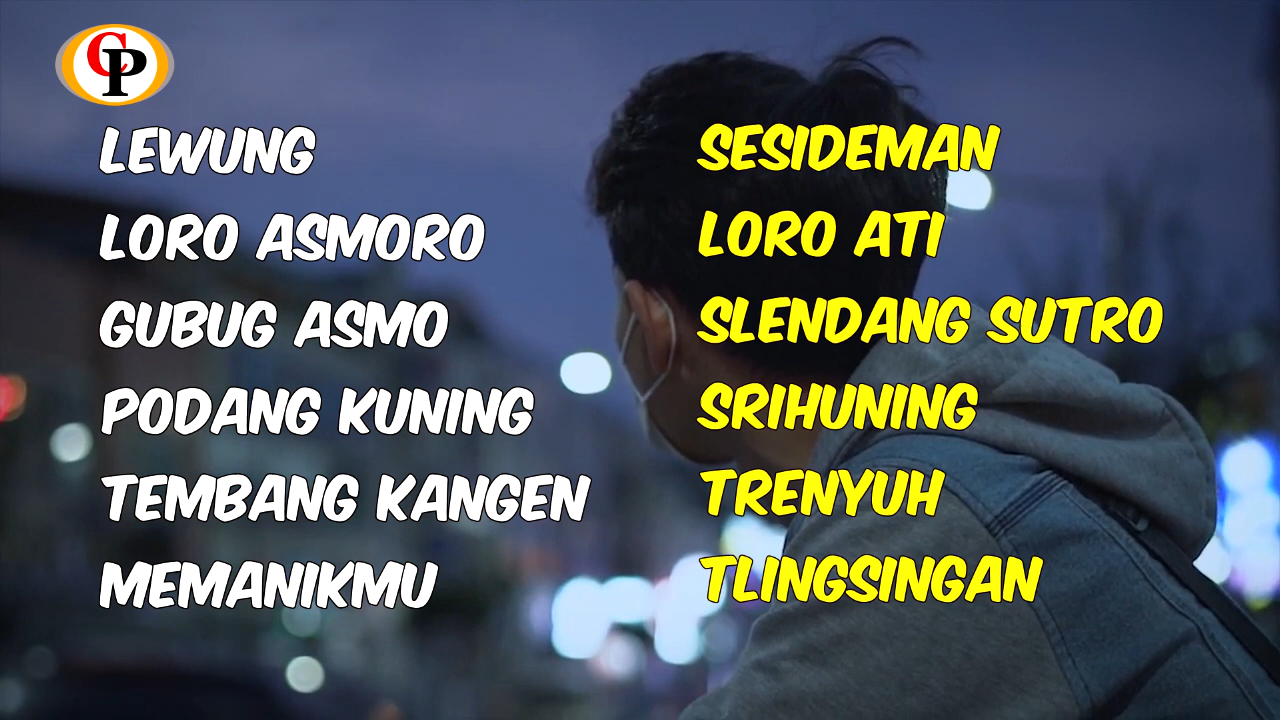 CP
LEWUNG
LORO ASMORO
GUBUG ASMO
PODANG KUNING
TEMBANG KANGEN
MEMANIKMU
SESIDEMAN
LORO ATI
SLENDANG SUTRO
SRIHUNING
TRENYUH
TLINGSINGAN